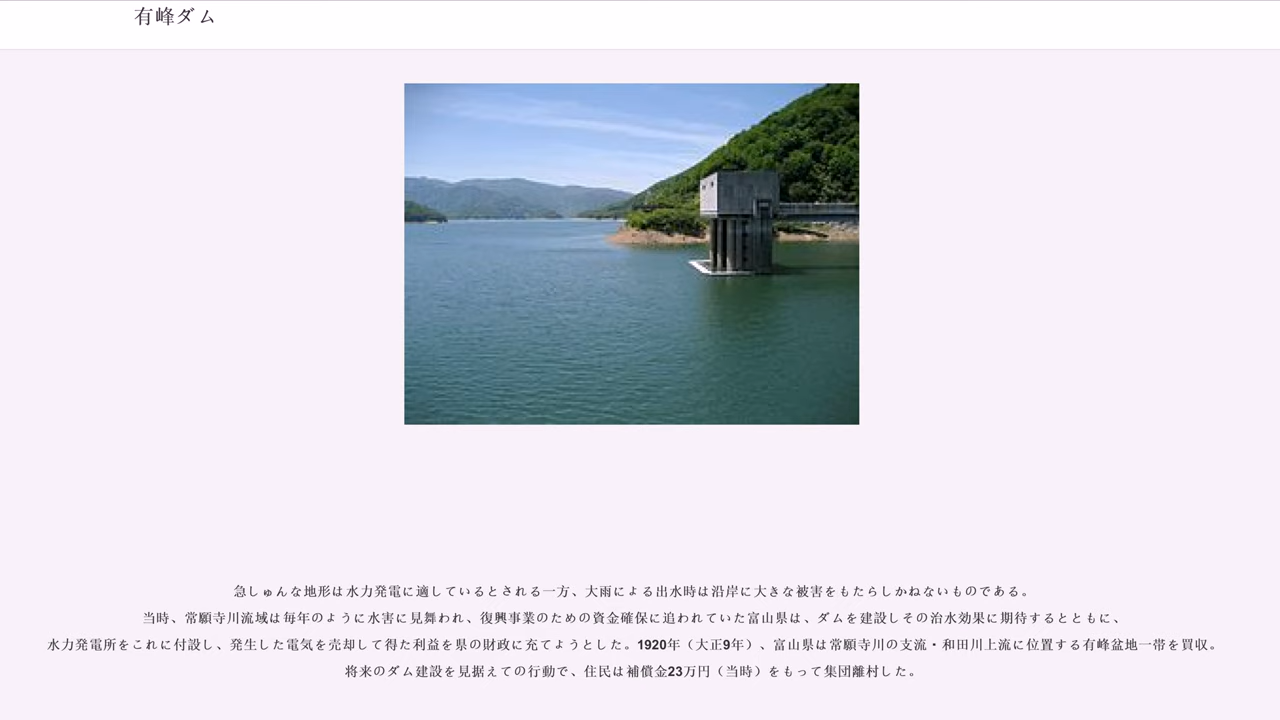 有峰ダム
急しゅんな地形は水力発電に適しているとされる一方、大雨による出水時は沿岸に大きな被害をもたらしかねないものである。
当時、常願寺川流域は毎年のように水害に見舞われ、復興事業のための資金確保に追われていた富山県は、ダムを建設しその治水効果に期待するとともに、
水力発電所をこれに付設し、発生した電気を売却して得た利益を県の財政に充てようとした。1920年（大正9年）、富山県は常願寺川の支流・和田川上流に位置する有峰盆地一帯を買収。
将来のダム建設を見据えての行動で、住民は補償金23万円（当時）をもって集団離村した。